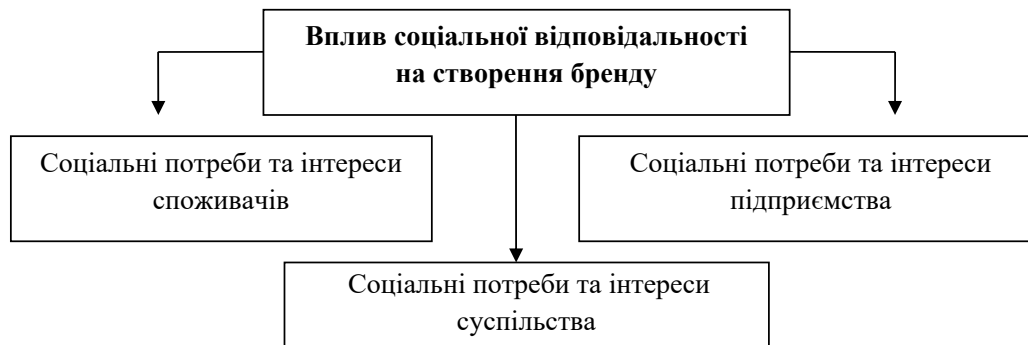 Вплив соціальної відповідальності
на створення бренду
Соціальні потреби та інтереси
споживачів
Соціальні потреби та інтереси
підприємства
Соціальні потреби та інтереси
суспільства